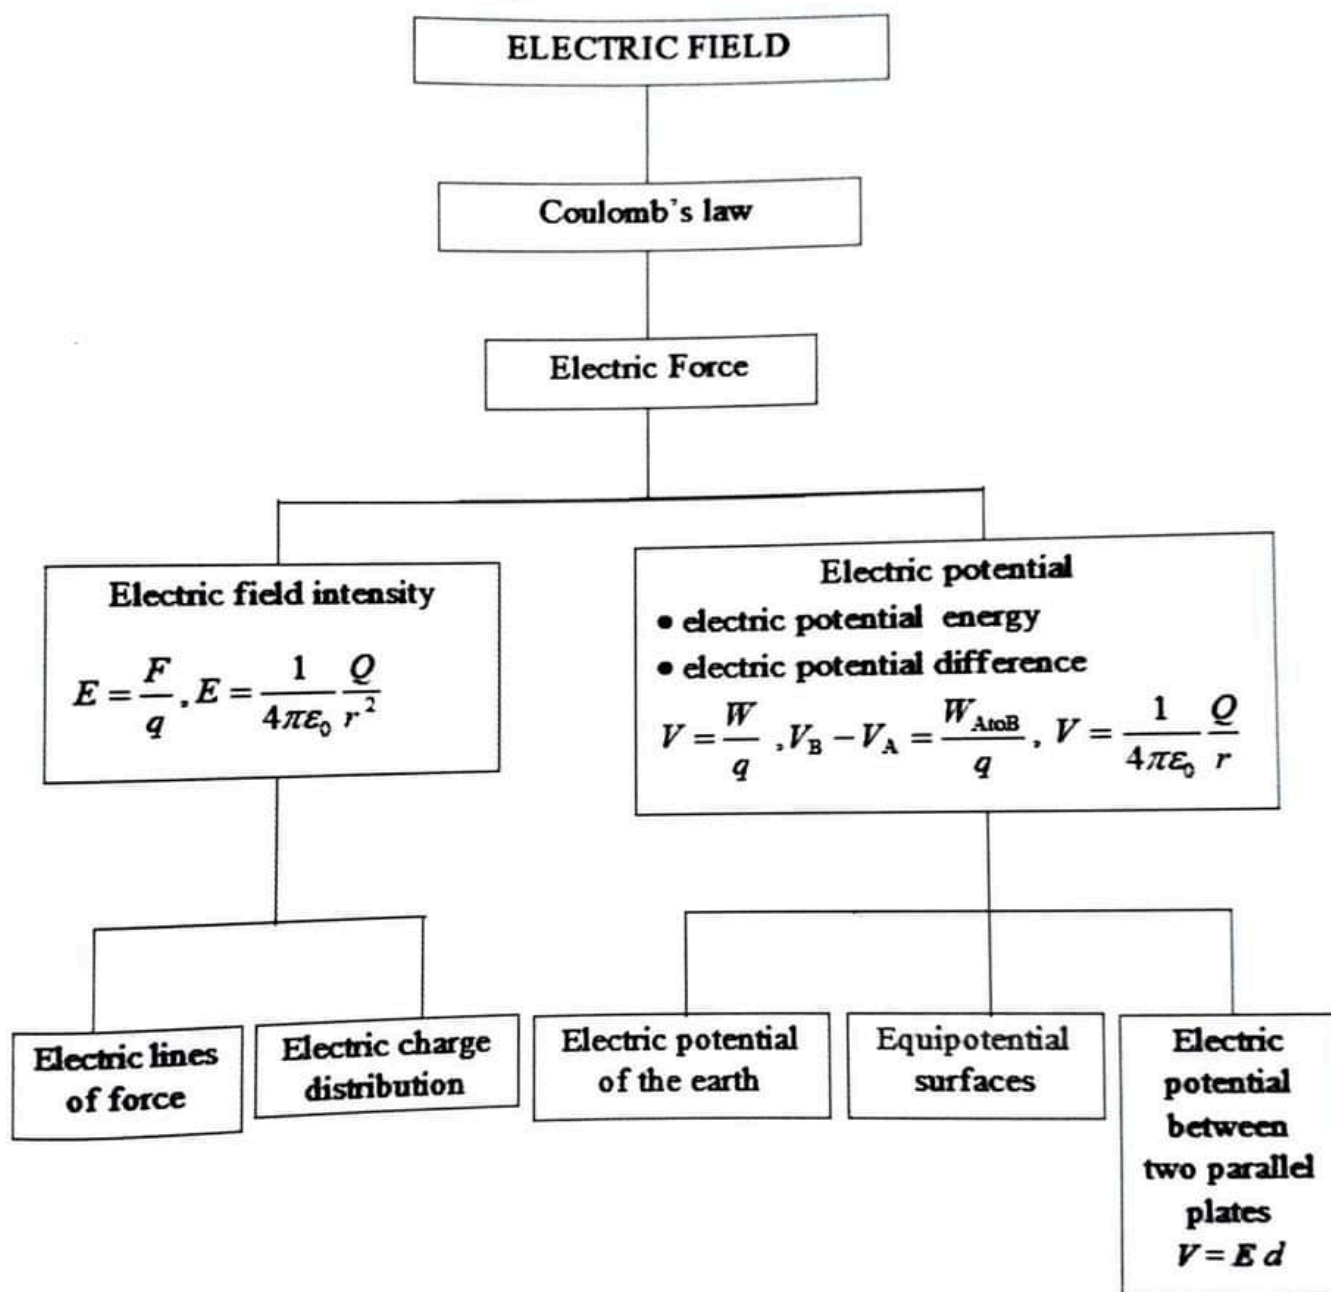 ELECTRIC FIELD
Coulomb's law
Electric Force
Electric field intensity
E = F/q , E = 1/4πε₀ Q/r²
Electric potential
• electric potential energy
• electric potential difference
V = W/q , V_B − V_A = W_AtoB/q , V = 1/4πε₀ Q/r
Electric lines
of force
Electric charge
distribution
Electric potential
of the earth
Equipotential
surfaces
Electric
potential
between
two parallel
plates
V = E d